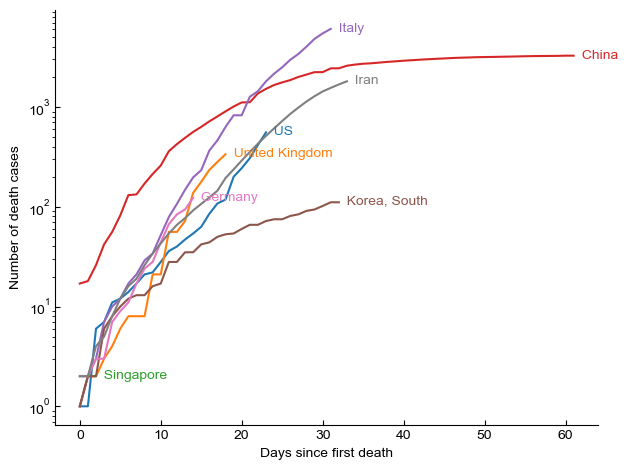 Italy
China
Iran
10³
US
United Kingdom
Germany
Korea, South
10²
10¹
Singapore
10⁰
Number of death cases
0 10 20 30 40 50 60
Days since first death